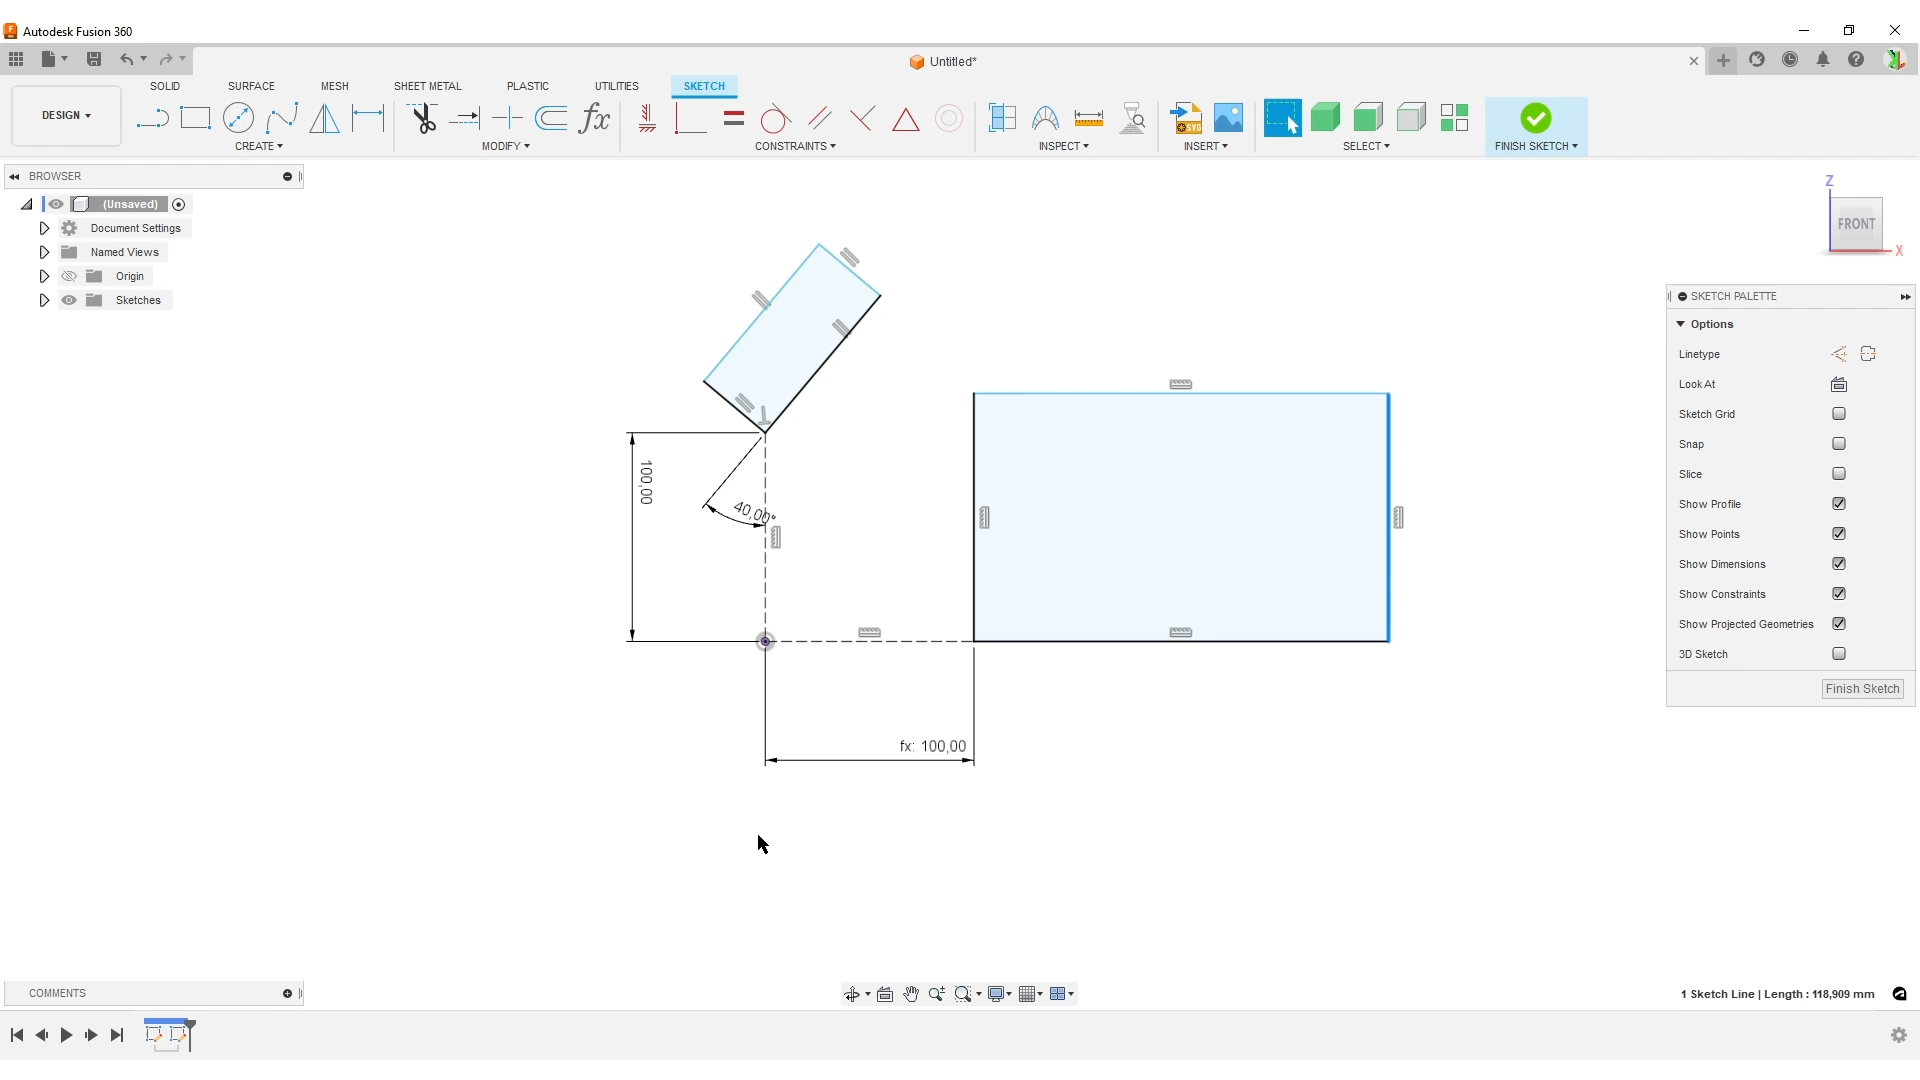 Autodesk Fusion 360
Untitled*
SOLID
SURFACE
MESH
SHEET METAL
PLASTIC
UTILITIES
SKETCH
DESIGN
fx
SVG
CREATE
MODIFY
CONSTRAINTS
INSPECT
INSERT
SELECT
FINISH SKETCH
BROWSER
(Unsaved)
Document Settings
Named Views
Origin
Sketches
Z
FRONT
X
SKETCH PALETTE
Options
Linetype
Look At
Sketch Grid
Snap
Slice
Show Profile
Show Points
Show Dimensions
Show Constraints
Show Projected Geometries
3D Sketch
Finish Sketch
100,00
40,00°
fx: 100,00
COMMENTS
1 Sketch Line | Length : 118,909 mm